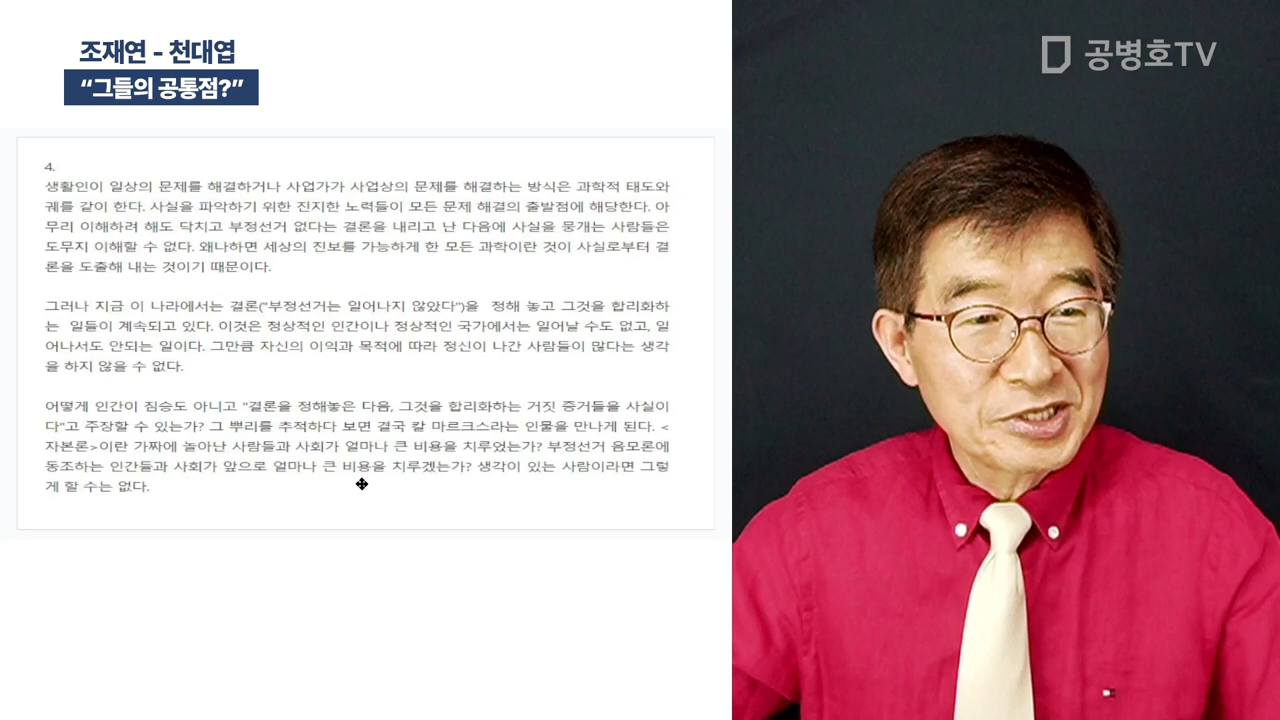 조재연 - 천대엽
“그들의 공통점?”
공병호TV
4.
생활인이 일상의 문제를 해결하거나 사업가가 사업상의 문제를 해결하는 방식은 과학적 태도와
궤를 같이 한다. 사실을 파악하기 위한 진지한 노력들이 모든 문제 해결의 출발점에 해당한다. 아
무리 이해하려 해도 닥치고 부정선거 없다는 결론을 내리고 난 다음에 사실을 뭉개는 사람들은
도무지 이해할 수 없다. 왜냐하면 세상의 진보를 가능하게 한 모든 과학이란 것이 사실로부터 결
론을 도출해 내는 것이기 때문이다.
그러나 지금 이 나라에서는 결론("부정선거는 일어나지 않았다")을 정해 놓고 그것을 합리화하
는 일들이 계속되고 있다. 이것은 정상적인 인간이나 정상적인 국가에서는 일어날 수도 없고, 일
어나서도 안되는 일이다. 그만큼 자신의 이익과 목적에 따라 정신이 나간 사람들이 많다는 생각
을 하지 않을 수 없다.
어떻게 인간이 짐승도 아니고 "결론을 정해놓은 다음, 그것을 합리화하는 거짓 증거들을 사실이
다"고 주장할 수 있는가? 그 뿌리를 추적하다 보면 결국 칼 마르크스라는 인물을 만나게 된다. <
자본론>이란 가짜에 놀아난 사람들과 사회가 얼마나 큰 비용을 치루었는가? 부정선거 음모론에
동조하는 인간들과 사회가 앞으로 얼마나 큰 비용을 치루겠는가? 생각이 있는 사람이라면 그렇
게 할 수는 없다.